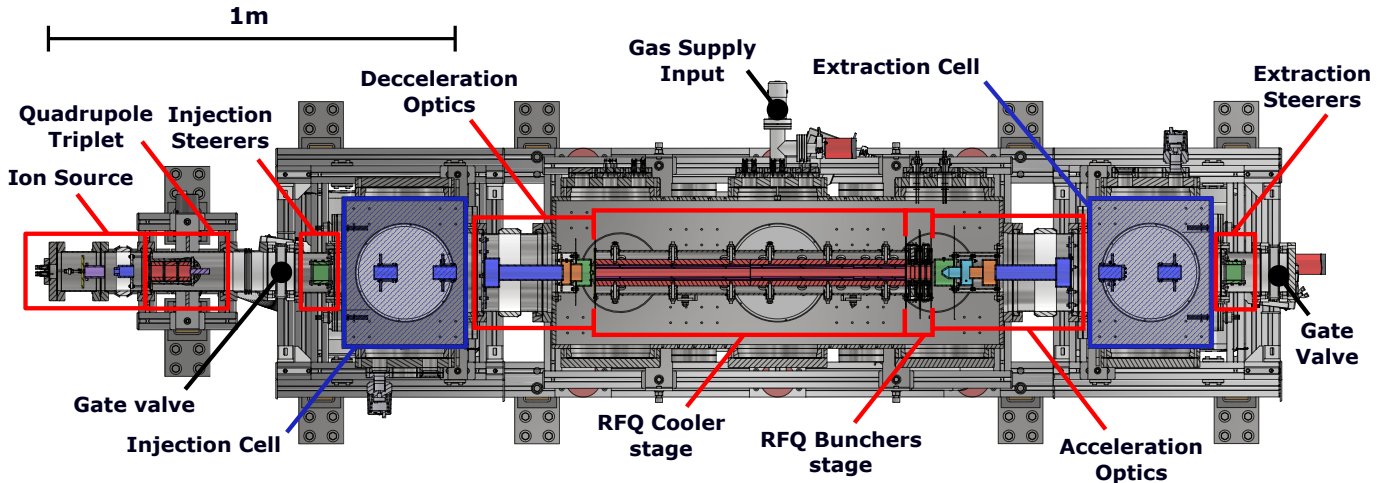 1m
Gas Supply
Input
Extraction Cell
Extraction
Steerers
Decceleration
Optics
Quadrupole
Triplet
Injection
Steerers
Ion Source
Gate valve
Injection Cell
RFQ Cooler
stage
RFQ Bunchers
stage
Acceleration
Optics
Gate
Valve